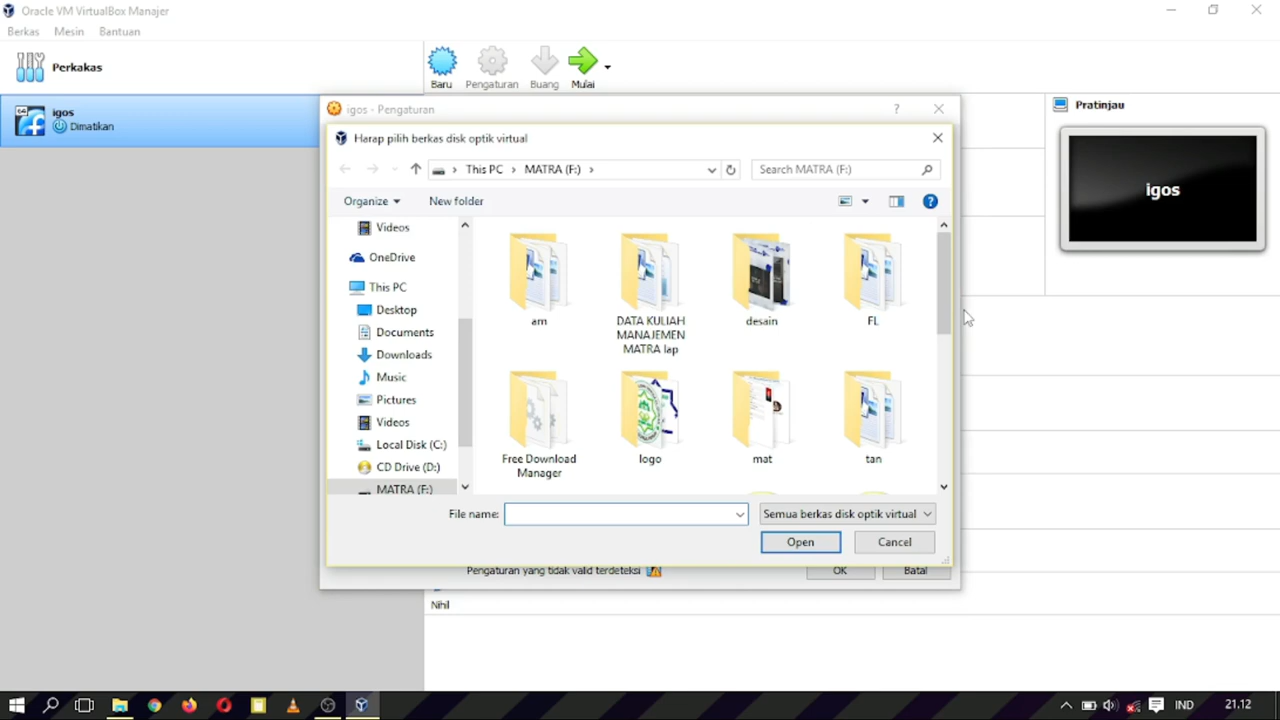 Oracle VM VirtualBox Manajer
Berkas Mesin Bantuan
Perkakas
Baru Pengaturan Buang Mulai
64
igos
Dimatikan
igos - Pengaturan
?
Pratinjau
igos
Harap pilih berkas disk optik virtual
This PC > MATRA (F:) >
Search MATRA (F:)
Organize New folder
Videos
OneDrive
This PC
Desktop
Documents
Downloads
Music
Pictures
Videos
Local Disk (C:)
CD Drive (D:)
MATRA (F:)
am
DATA KULIAH
MANAJEMEN
MATRA lap
desain
FL
Free Download
Manager
logo
mat
tan
File name:
Semua berkas disk optik virtual
Open Cancel
Pengaturan yang tidak valid terdeteksi
OK Batal
Nihil
IND 21.12